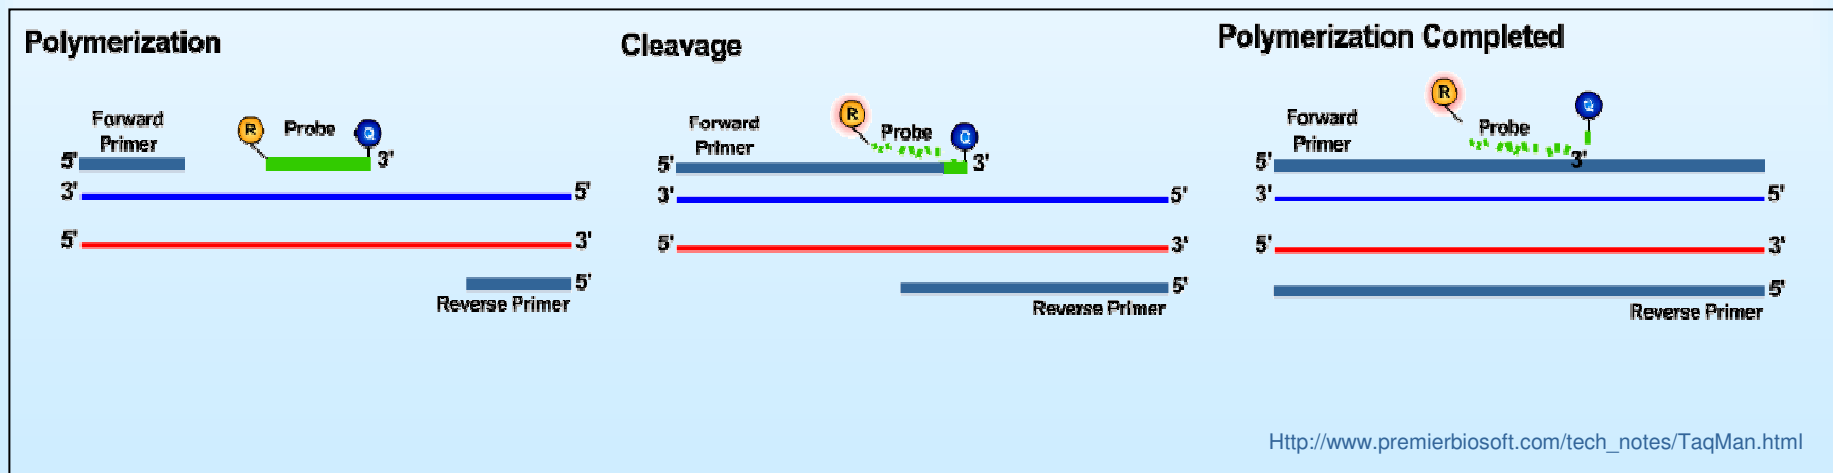 Polymerization
Forward
Primer
R
Probe
Q
5'
3'
3'
5'
5'
3'
5'
Reverse Primer
Cleavage
Forward
Primer
R
Probe
Q
5'
3'
3'
5'
5'
3'
5'
Reverse Primer
Polymerization Completed
Forward
Primer
R
Probe
Q
5'
3'
3'
5'
5'
3'
5'
Reverse Primer
Http://www.premierbiosoft.com/tech_notes/TaqMan.html